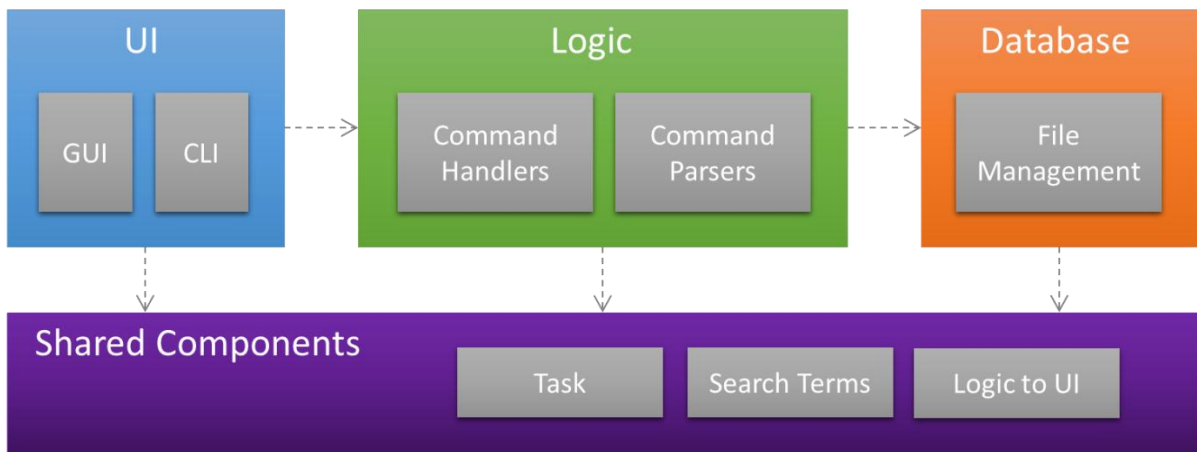 UI
GUI
CLI
Logic
Command
Handlers
Command
Parsers
Database
File
Management
Shared Components
Task
Search Terms
Logic to UI